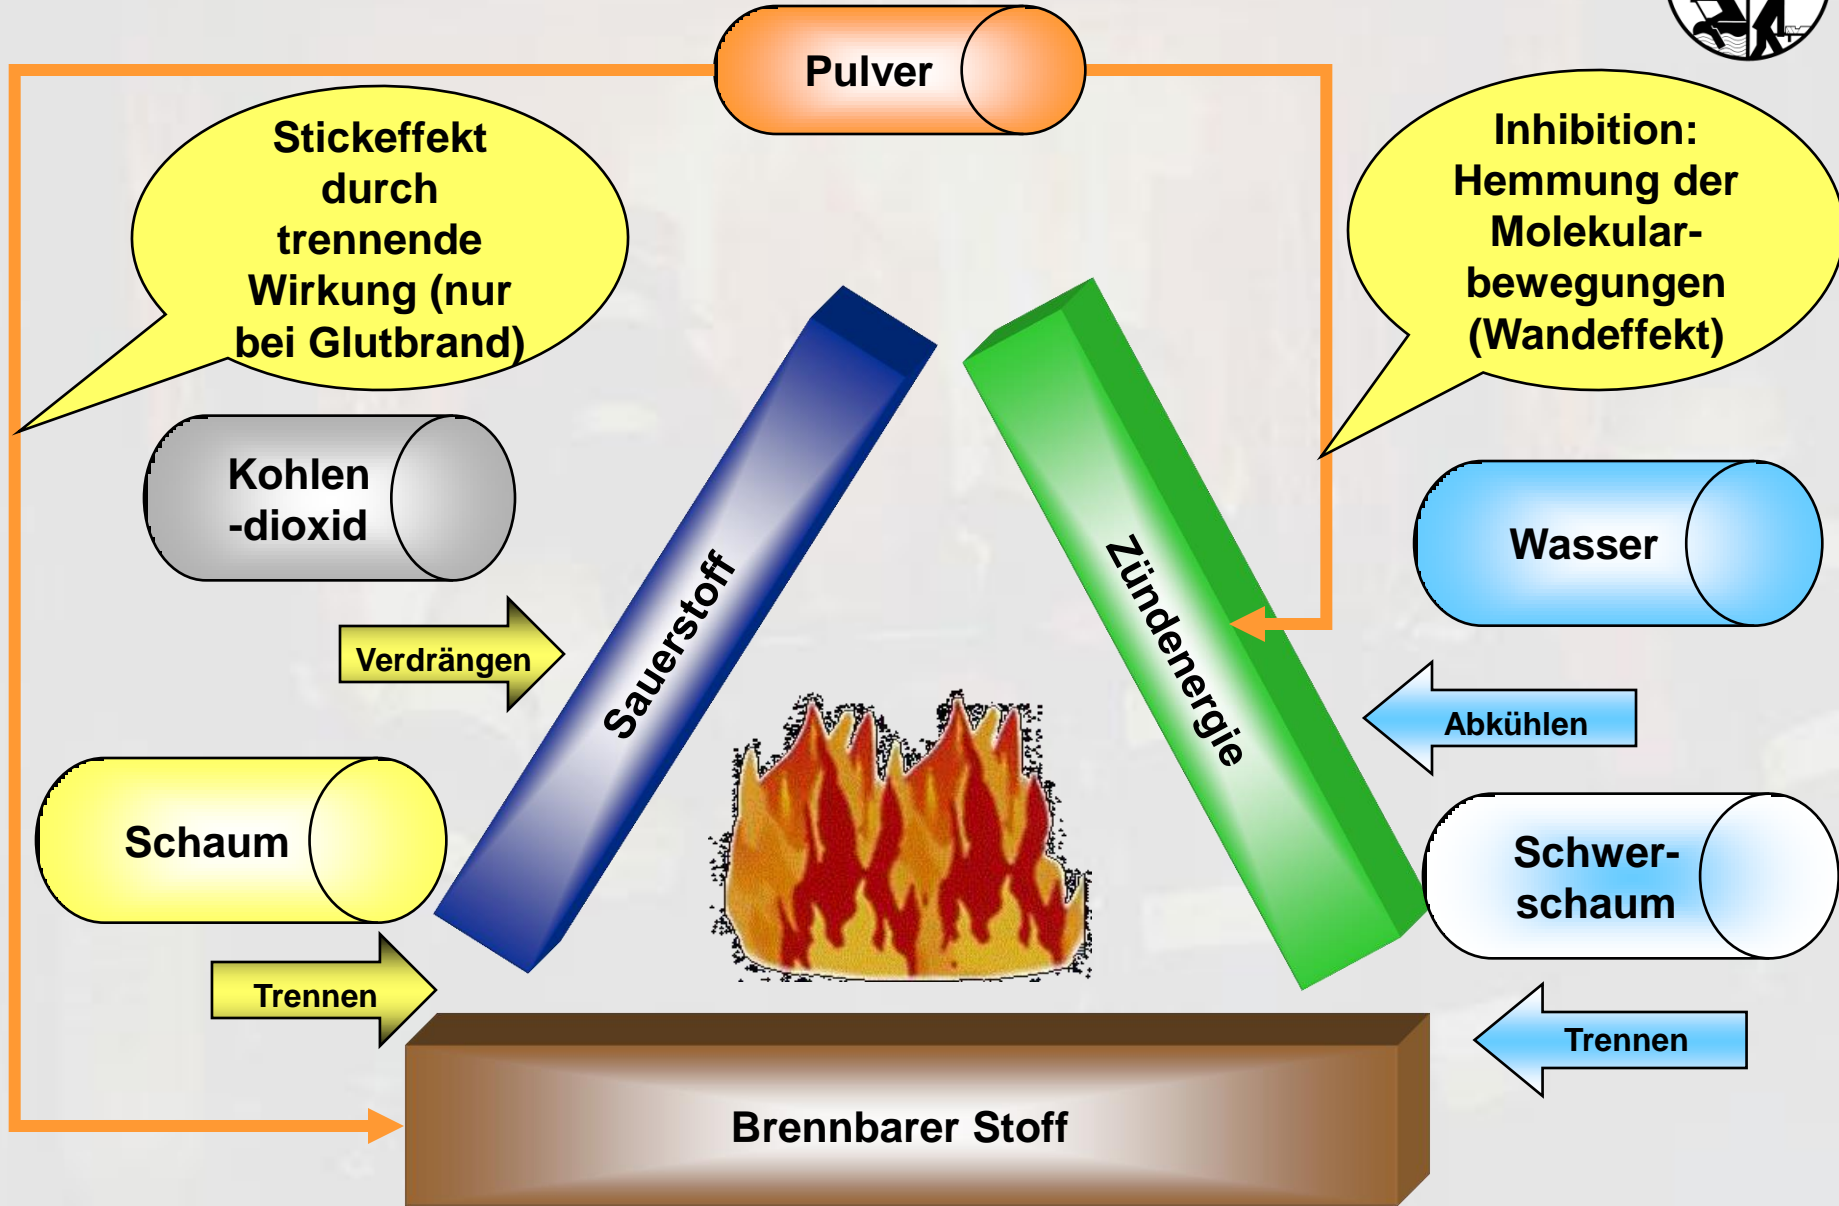 Pulver
Stickeffekt
durch
trennende
Wirkung (nur
bei Glutbrand)
Inhibition:
Hemmung der
Molekular-
bewegungen
(Wandeffekt)
Kohlen
-dioxid
Wasser
Sauerstoff
Zündenergie
Verdrängen
Abkühlen
Schaum
Schwer-
schaum
Trennen
Trennen
Brennbarer Stoff